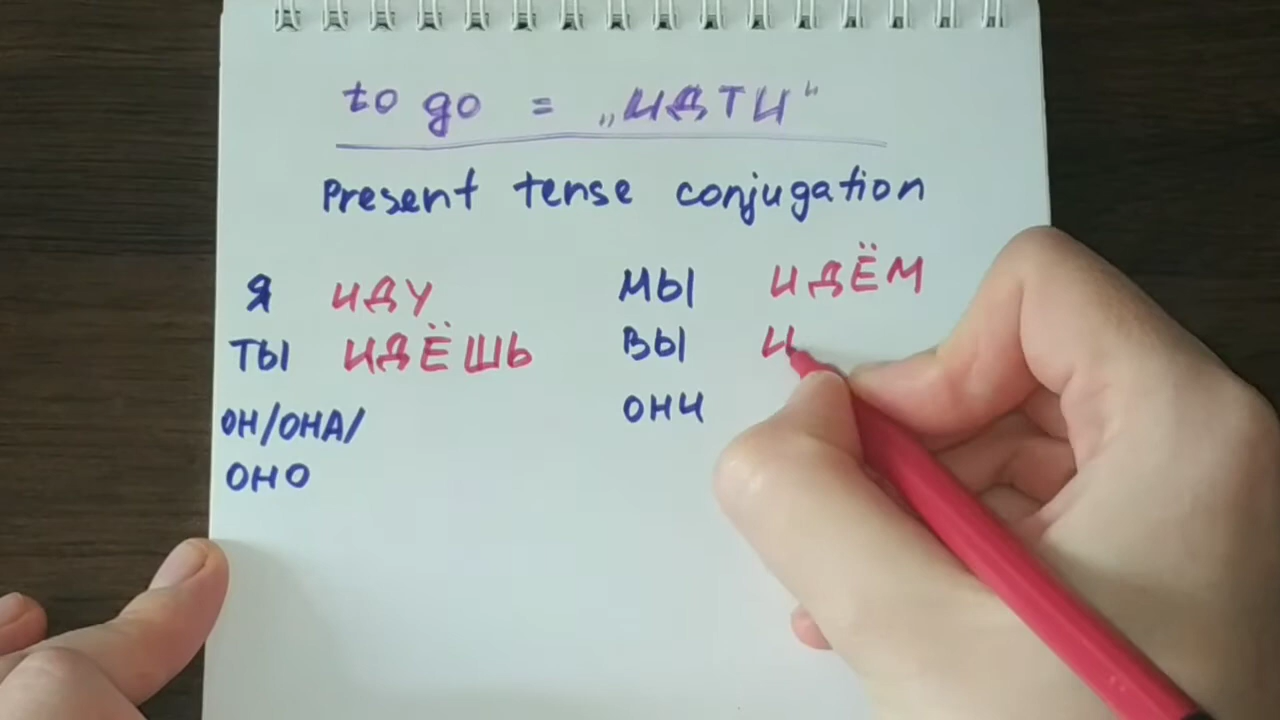 to go = „ИДТИ“
Present tense conjugation
Я ИДУ МЫ ИДЁМ
ТЫ ИДЁШЬ ВЫ И
ОН/ОНА/ ОНИ
ОНО